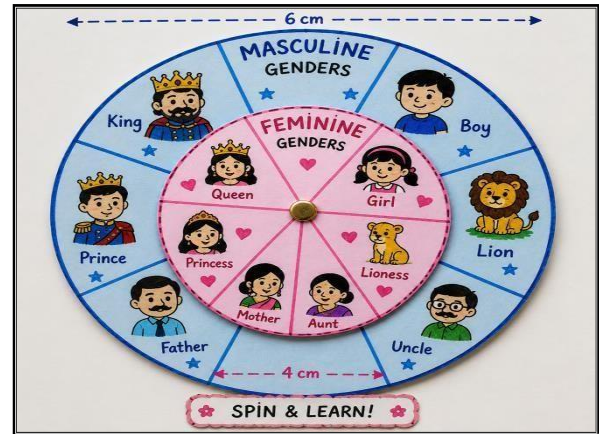 6 cm
MASCULINE
GENDERS
King
Boy
FEMININE
GENDERS
Queen
Girl
Prince
Princess
Lioness
Lion
Mother
Aunt
Father
Uncle
4 cm
SPIN & LEARN!